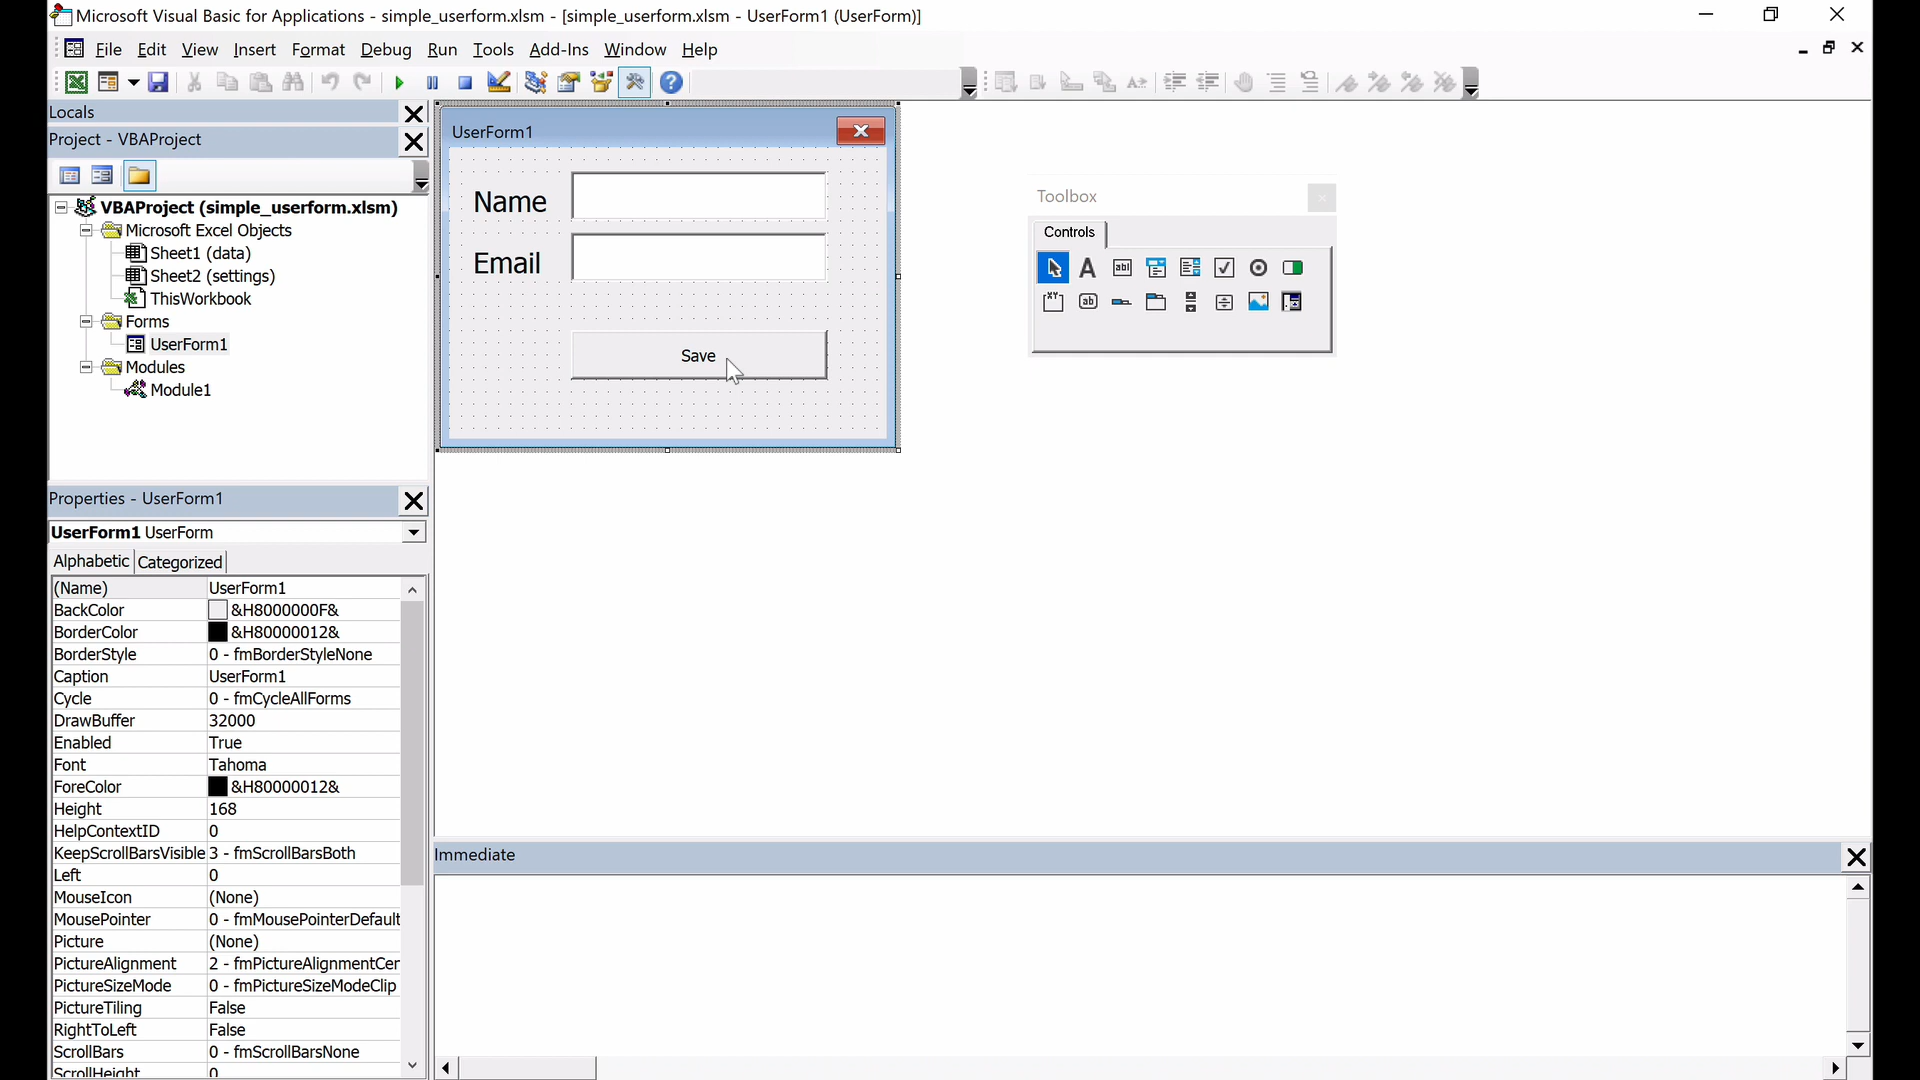 Microsoft Visual Basic for Applications - simple_userform.xlsm - [simple_userform.xlsm - UserForm1 (UserForm)]
File Edit View Insert Format Debug Run Tools Add-Ins Window Help
Locals
Project - VBAProject
VBAProject (simple_userform.xlsm)
Microsoft Excel Objects
Sheet1 (data)
Sheet2 (settings)
ThisWorkbook
Forms
UserForm1
Modules
Module1
Properties - UserForm1
UserForm1 UserForm
Alphabetic Categorized
(Name) UserForm1
BackColor &H8000000F&
BorderColor &H80000012&
BorderStyle 0 - fmBorderStyleNone
Caption UserForm1
Cycle 0 - fmCycleAllForms
DrawBuffer 32000
Enabled True
Font Tahoma
ForeColor &H80000012&
Height 168
HelpContextID 0
KeepScrollBarsVisible 3 - fmScrollBarsBoth
Left 0
MouseIcon (None)
MousePointer 0 - fmMousePointerDefault
Picture (None)
PictureAlignment 2 - fmPictureAlignmentCer
PictureSizeMode 0 - fmPictureSizeModeClip
PictureTiling False
RightToLeft False
ScrollBars 0 - fmScrollBarsNone
ScrollHeight 0
UserForm1
Name
Email
Save
Toolbox
Controls
A abl
XY ab
Immediate